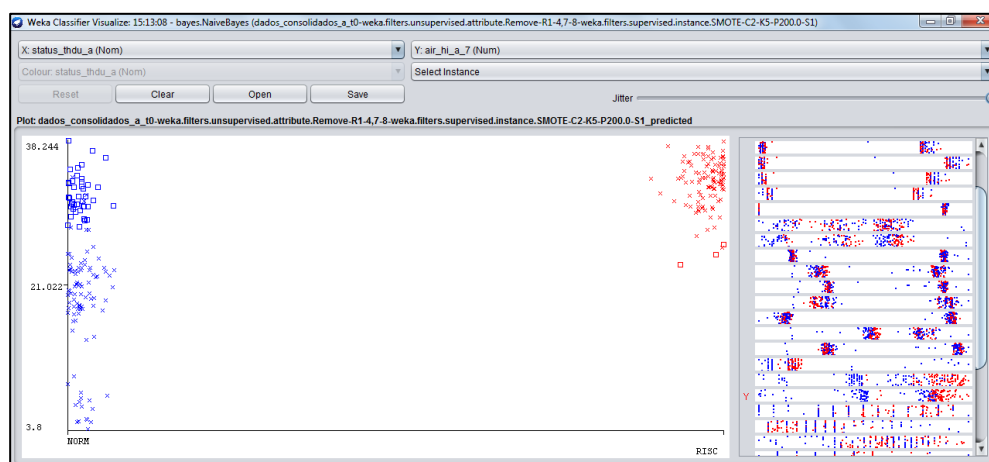 Weka Classifier Visualize: 15:13:08 - bayes.NaiveBayes (dados_consolidados_a_t0-weka.filters.unsupervised.attribute.Remove-R1-4,7-8-weka.filters.supervised.instance.SMOTE-C2-K5-P200.0-S1)
X: status_thdu_a (Nom) Y: air_hi_a_7 (Num)
Colour: status_thdu_a (Nom) Select Instance
Reset Clear Open Save Jitter
Plot: dados_consolidados_a_t0-weka.filters.unsupervised.attribute.Remove-R1-4,7-8-weka.filters.supervised.instance.SMOTE-C2-K5-P200.0-S1_predicted
38.244
21.022
Y
3.8
NORM
RISC